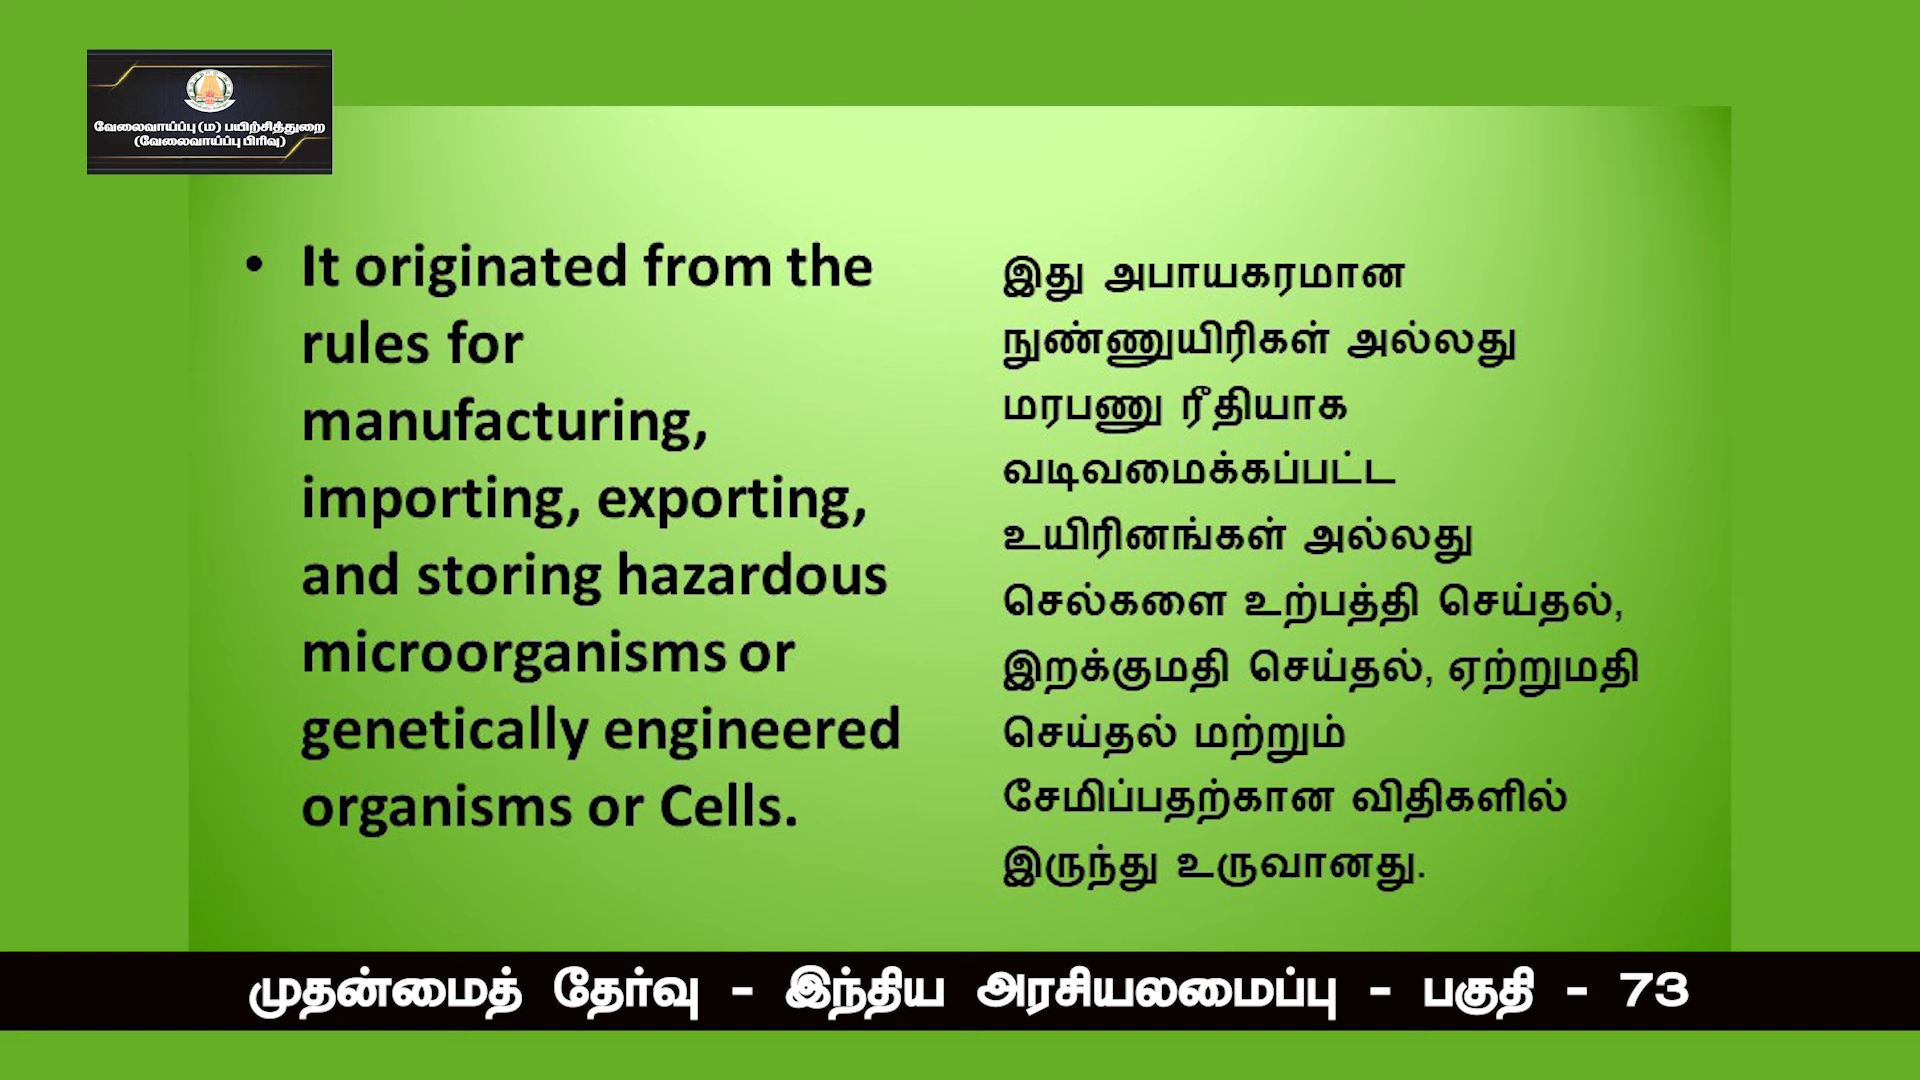 வேலைவாய்ப்பு (ம) பயிற்சித்துறை
(வேலைவாய்ப்பு பிரிவு)
• It originated from the
rules for
manufacturing,
importing, exporting,
and storing hazardous
microorganisms or
genetically engineered
organisms or Cells.
இது அபாயகரமான
நுண்ணுயிரிகள் அல்லது
மரபணு ரீதியாக
வடிவமைக்கப்பட்ட
உயிரினங்கள் அல்லது
செல்களை உற்பத்தி செய்தல்,
இறக்குமதி செய்தல், ஏற்றுமதி
செய்தல் மற்றும்
சேமிப்பதற்கான விதிகளில்
இருந்து உருவானது.
முதன்மைத் தேர்வு - இந்திய அரசியலமைப்பு - பகுதி - 73